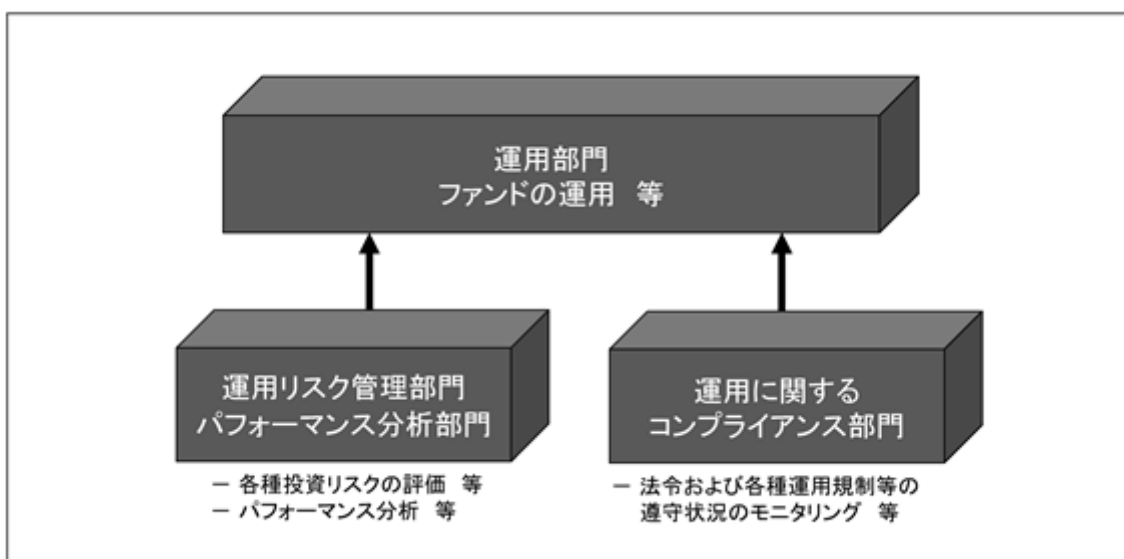 運用部門
ファンドの運用 等
運用リスク管理部門
パフォーマンス分析部門
－ 各種投資リスクの評価 等
－ パフォーマンス分析 等
運用に関する
コンプライアンス部門
－ 法令および各種運用規制等の
遵守状況のモニタリング 等